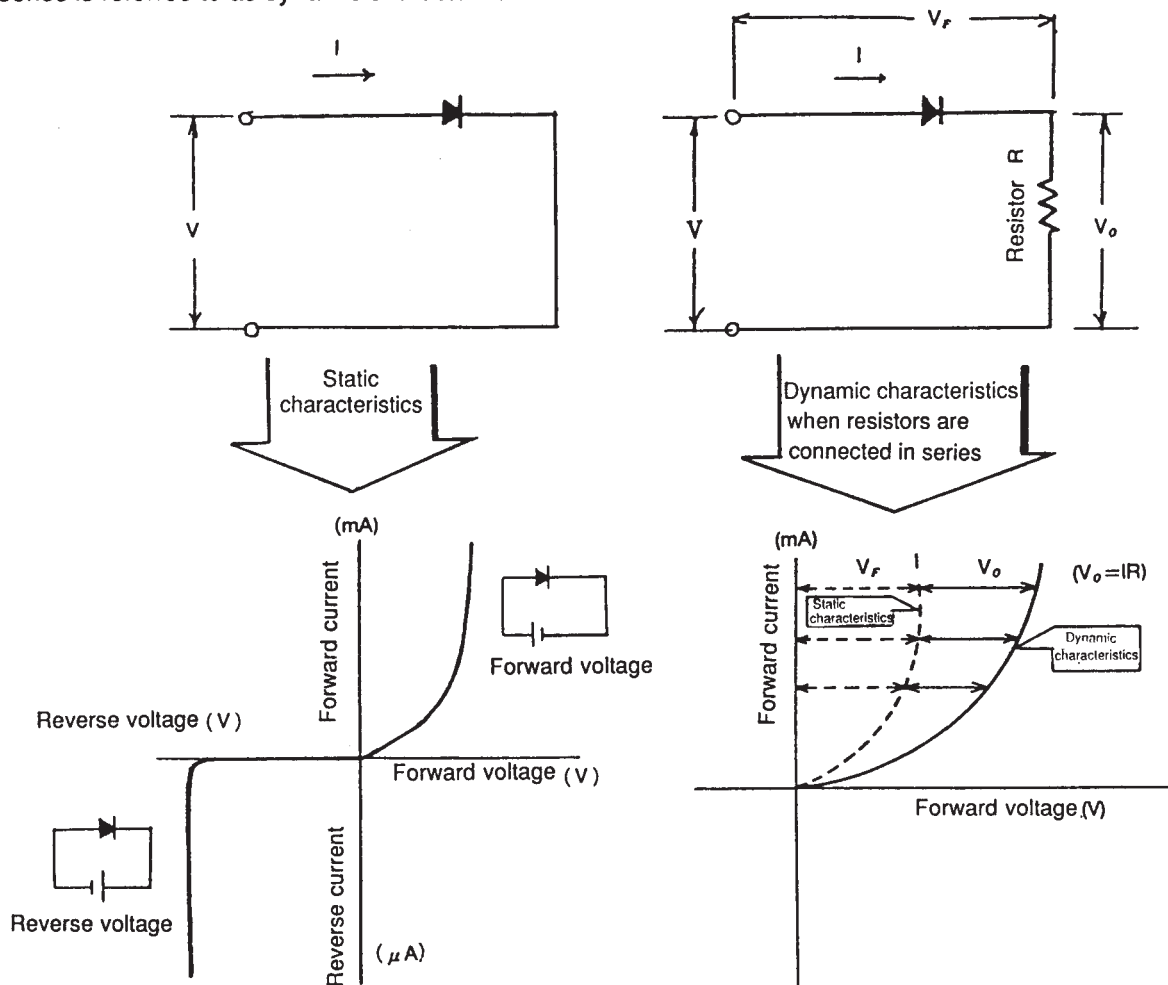 I
V
V_F
I
V
Resistor R
V_O
Static
characteristics
Dynamic characteristics
when resistors are
connected in series
(mA)
Forward current
Forward voltage
Reverse voltage (V)
Forward voltage (V)
Reverse voltage
Reverse current
(μA)
(mA)
V_F
V_O
(V_O=IR)
Static
characteristics
Dynamic
characteristics
Forward current
Forward voltage (V)